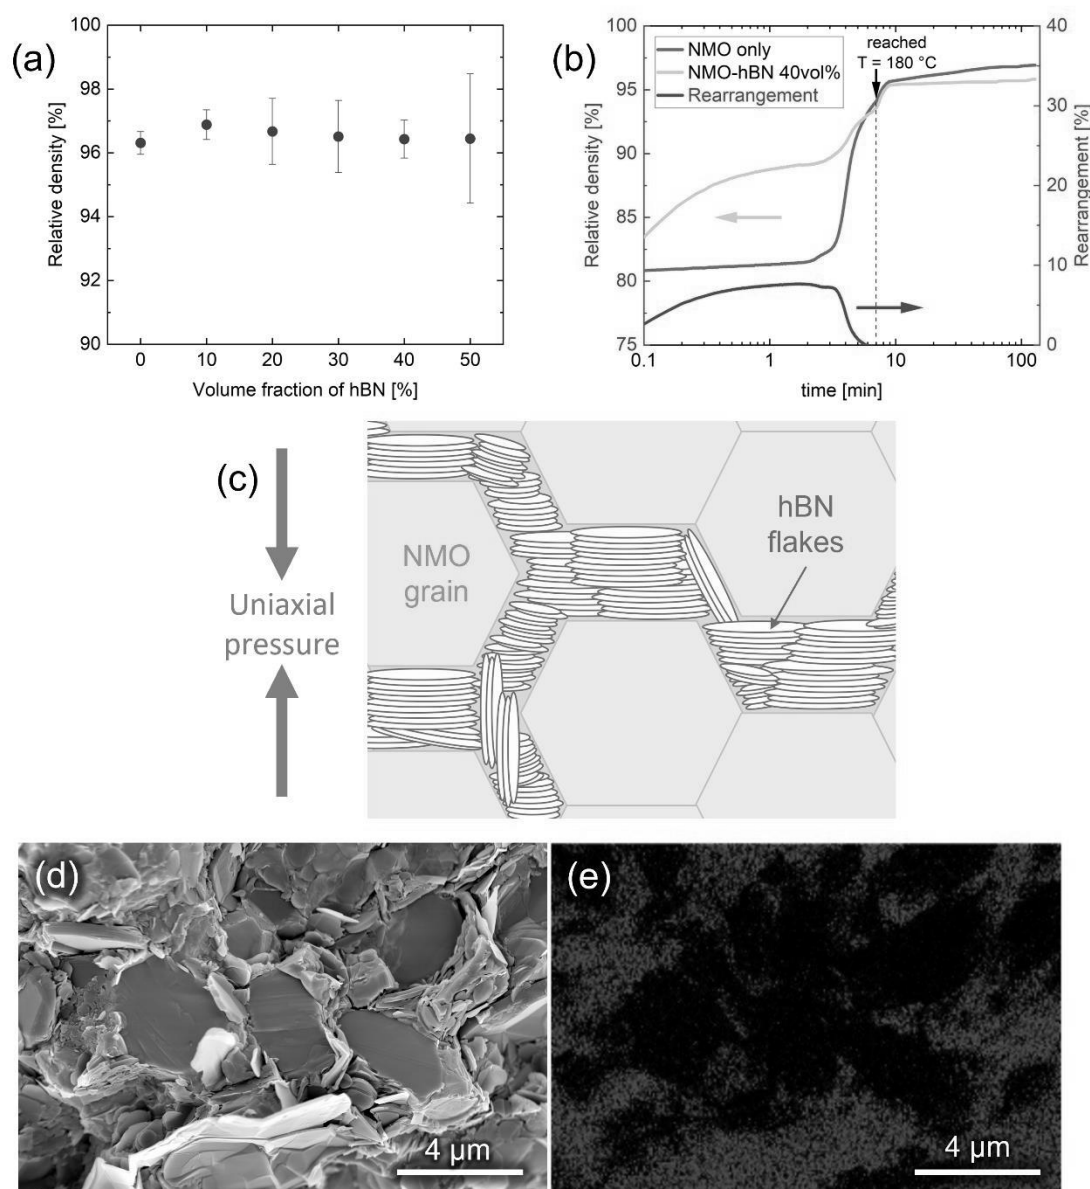 (a)
100
98
97
96
94
92
90
Relative density [%]
0
10
20
30
40
50
Volume fraction of hBN [%]
(b)
NMO only
NMO-hBN 40vol%
Rearrangement
reached
T = 180 °C
100
95
90
85
80
75
Relative density [%]
40
30
20
10
0
Rearrangement [%]
0.1
1
10
100
time [min]
(c)
Uniaxial
pressure
NMO
grain
hBN
flakes
(d)
4 µm
(e)
4 µm